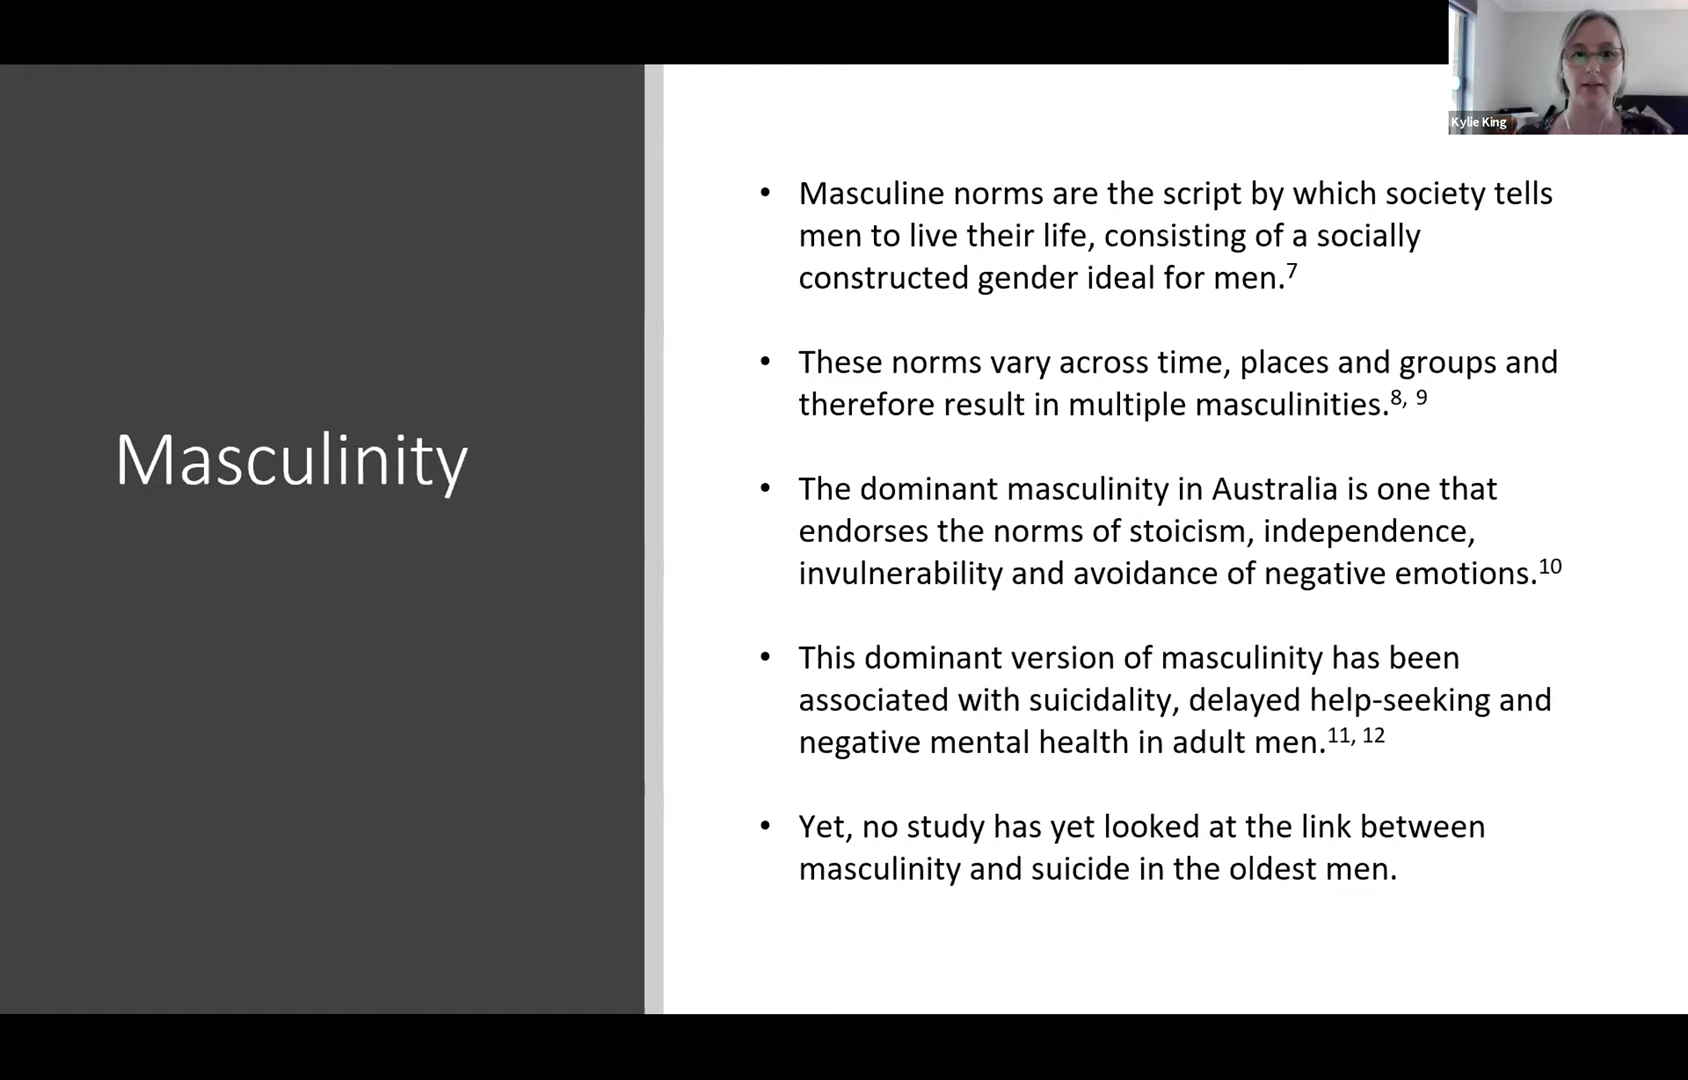 Kylie King
Masculinity
• Masculine norms are the script by which society tells
men to live their life, consisting of a socially
constructed gender ideal for men.7
• These norms vary across time, places and groups and
therefore result in multiple masculinities.8, 9
• The dominant masculinity in Australia is one that
endorses the norms of stoicism, independence,
invulnerability and avoidance of negative emotions.10
• This dominant version of masculinity has been
associated with suicidality, delayed help-seeking and
negative mental health in adult men.11, 12
• Yet, no study has yet looked at the link between
masculinity and suicide in the oldest men.